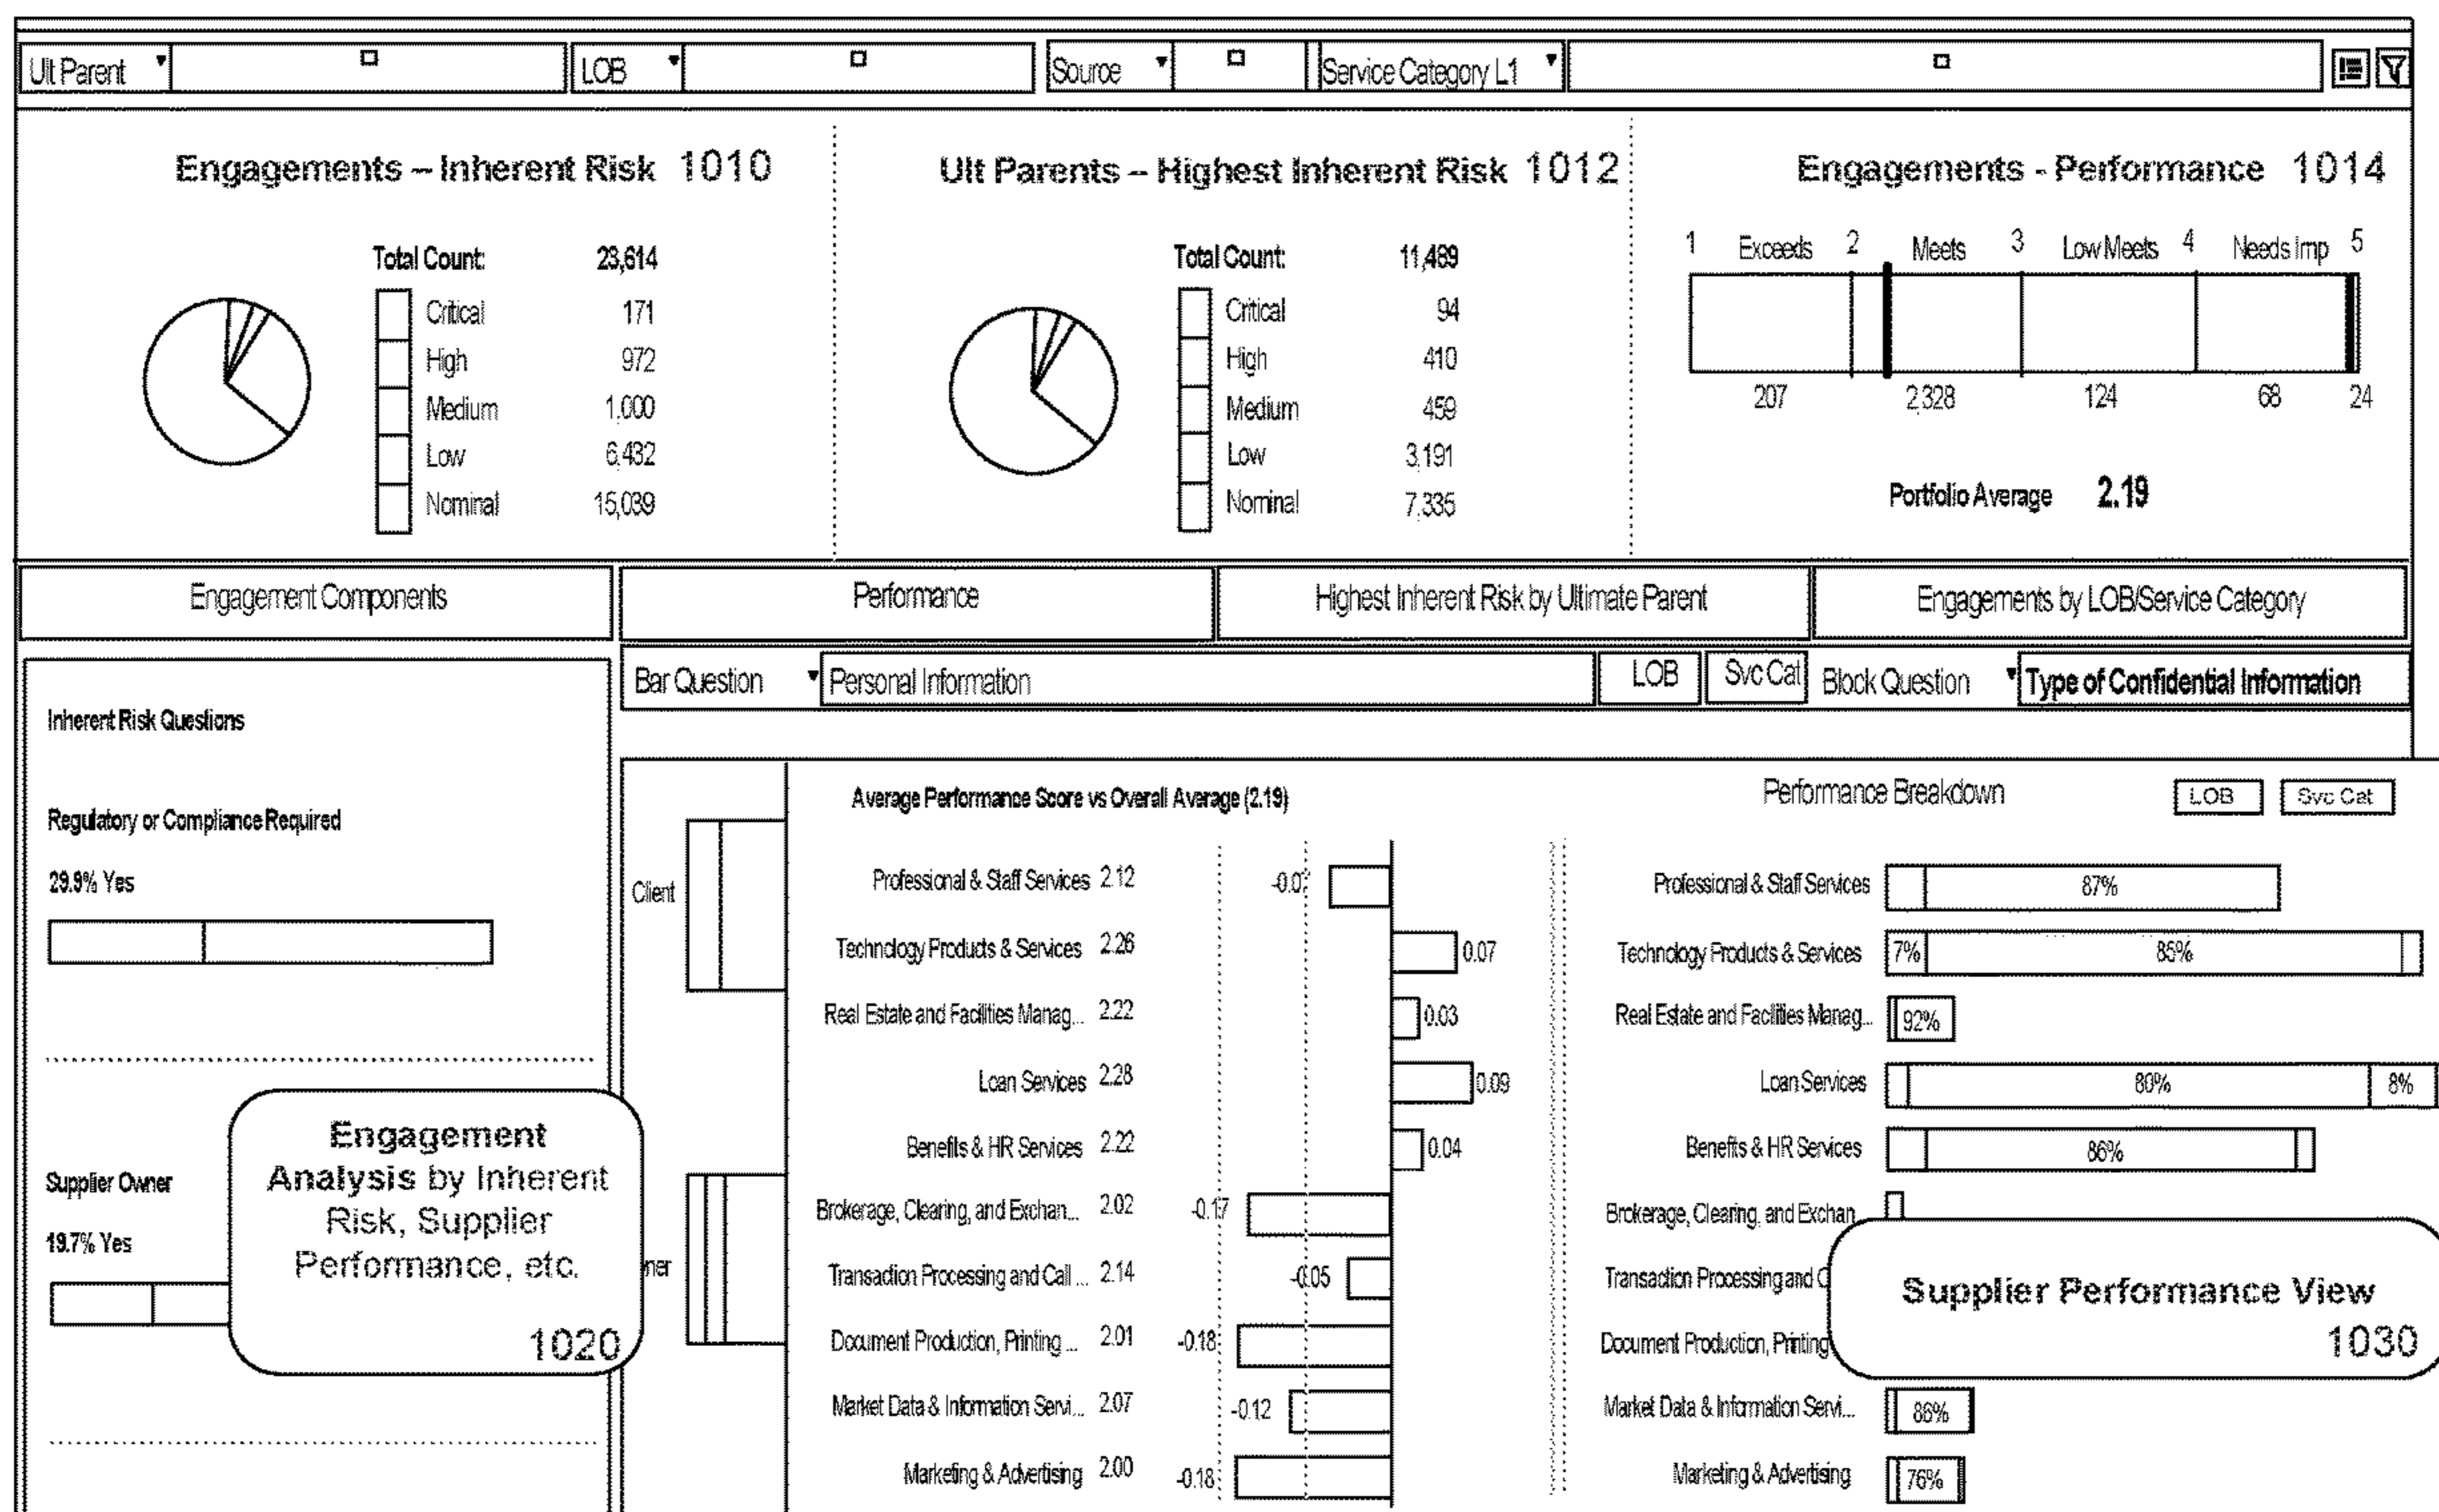 Ult Parent LOB Source Service Category L1
Engagements – Inherent Risk 1010
Total Count: 23,614
Critical 171
High 972
Medium 1,000
Low 6,432
Nominal 15,039
Ult Parents – Highest Inherent Risk 1012
Total Count: 11,489
Critical 94
High 410
Medium 459
Low 3,191
Nominal 7,335
Engagements - Performance 1014
1 Exceeds 2 Meets 3 Low Meets 4 Needs Imp 5
207 2,328 124 68 24
Portfolio Average 2.19
Engagement Components Performance Highest Inherent Risk by Ultimate Parent Engagements by LOB/Service Category
Bar Question Personal Information LOB Svc Cat Block Question Type of Confidential Information
Inherent Risk Questions
Regulatory or Compliance Required
29.9% Yes
Supplier Owner
19.7% Yes
Engagement
Analysis by Inherent
Risk, Supplier
Performance, etc.
1020
Client
ner
Average Performance Score vs Overall Average (2.19)
Professional & Staff Services 2.12 -0.0
Technology Products & Services 2.26 0.07
Real Estate and Facilities Manag... 2.22 0.03
Loan Services 2.28 0.09
Benefits & HR Services 2.22 0.04
Brokerage, Clearing, and Exchan... 2.02 -0.17
Transaction Processing and Call ... 2.14 -0.05
Document Production, Printing ... 2.01 -0.18
Market Data & Information Servi... 2.07 -0.12
Marketing & Advertising 2.00 -0.18
Performance Breakdown LOB Svc Cat
Professional & Staff Services 87%
Technology Products & Services 7% 85%
Real Estate and Facilities Manag... 92%
Loan Services 80% 8%
Benefits & HR Services 86%
Brokerage, Clearing, and Exchan
Transaction Processing and C
Document Production, Printing
Market Data & Information Servi... 86%
Marketing & Advertising 76%
Supplier Performance View
1030